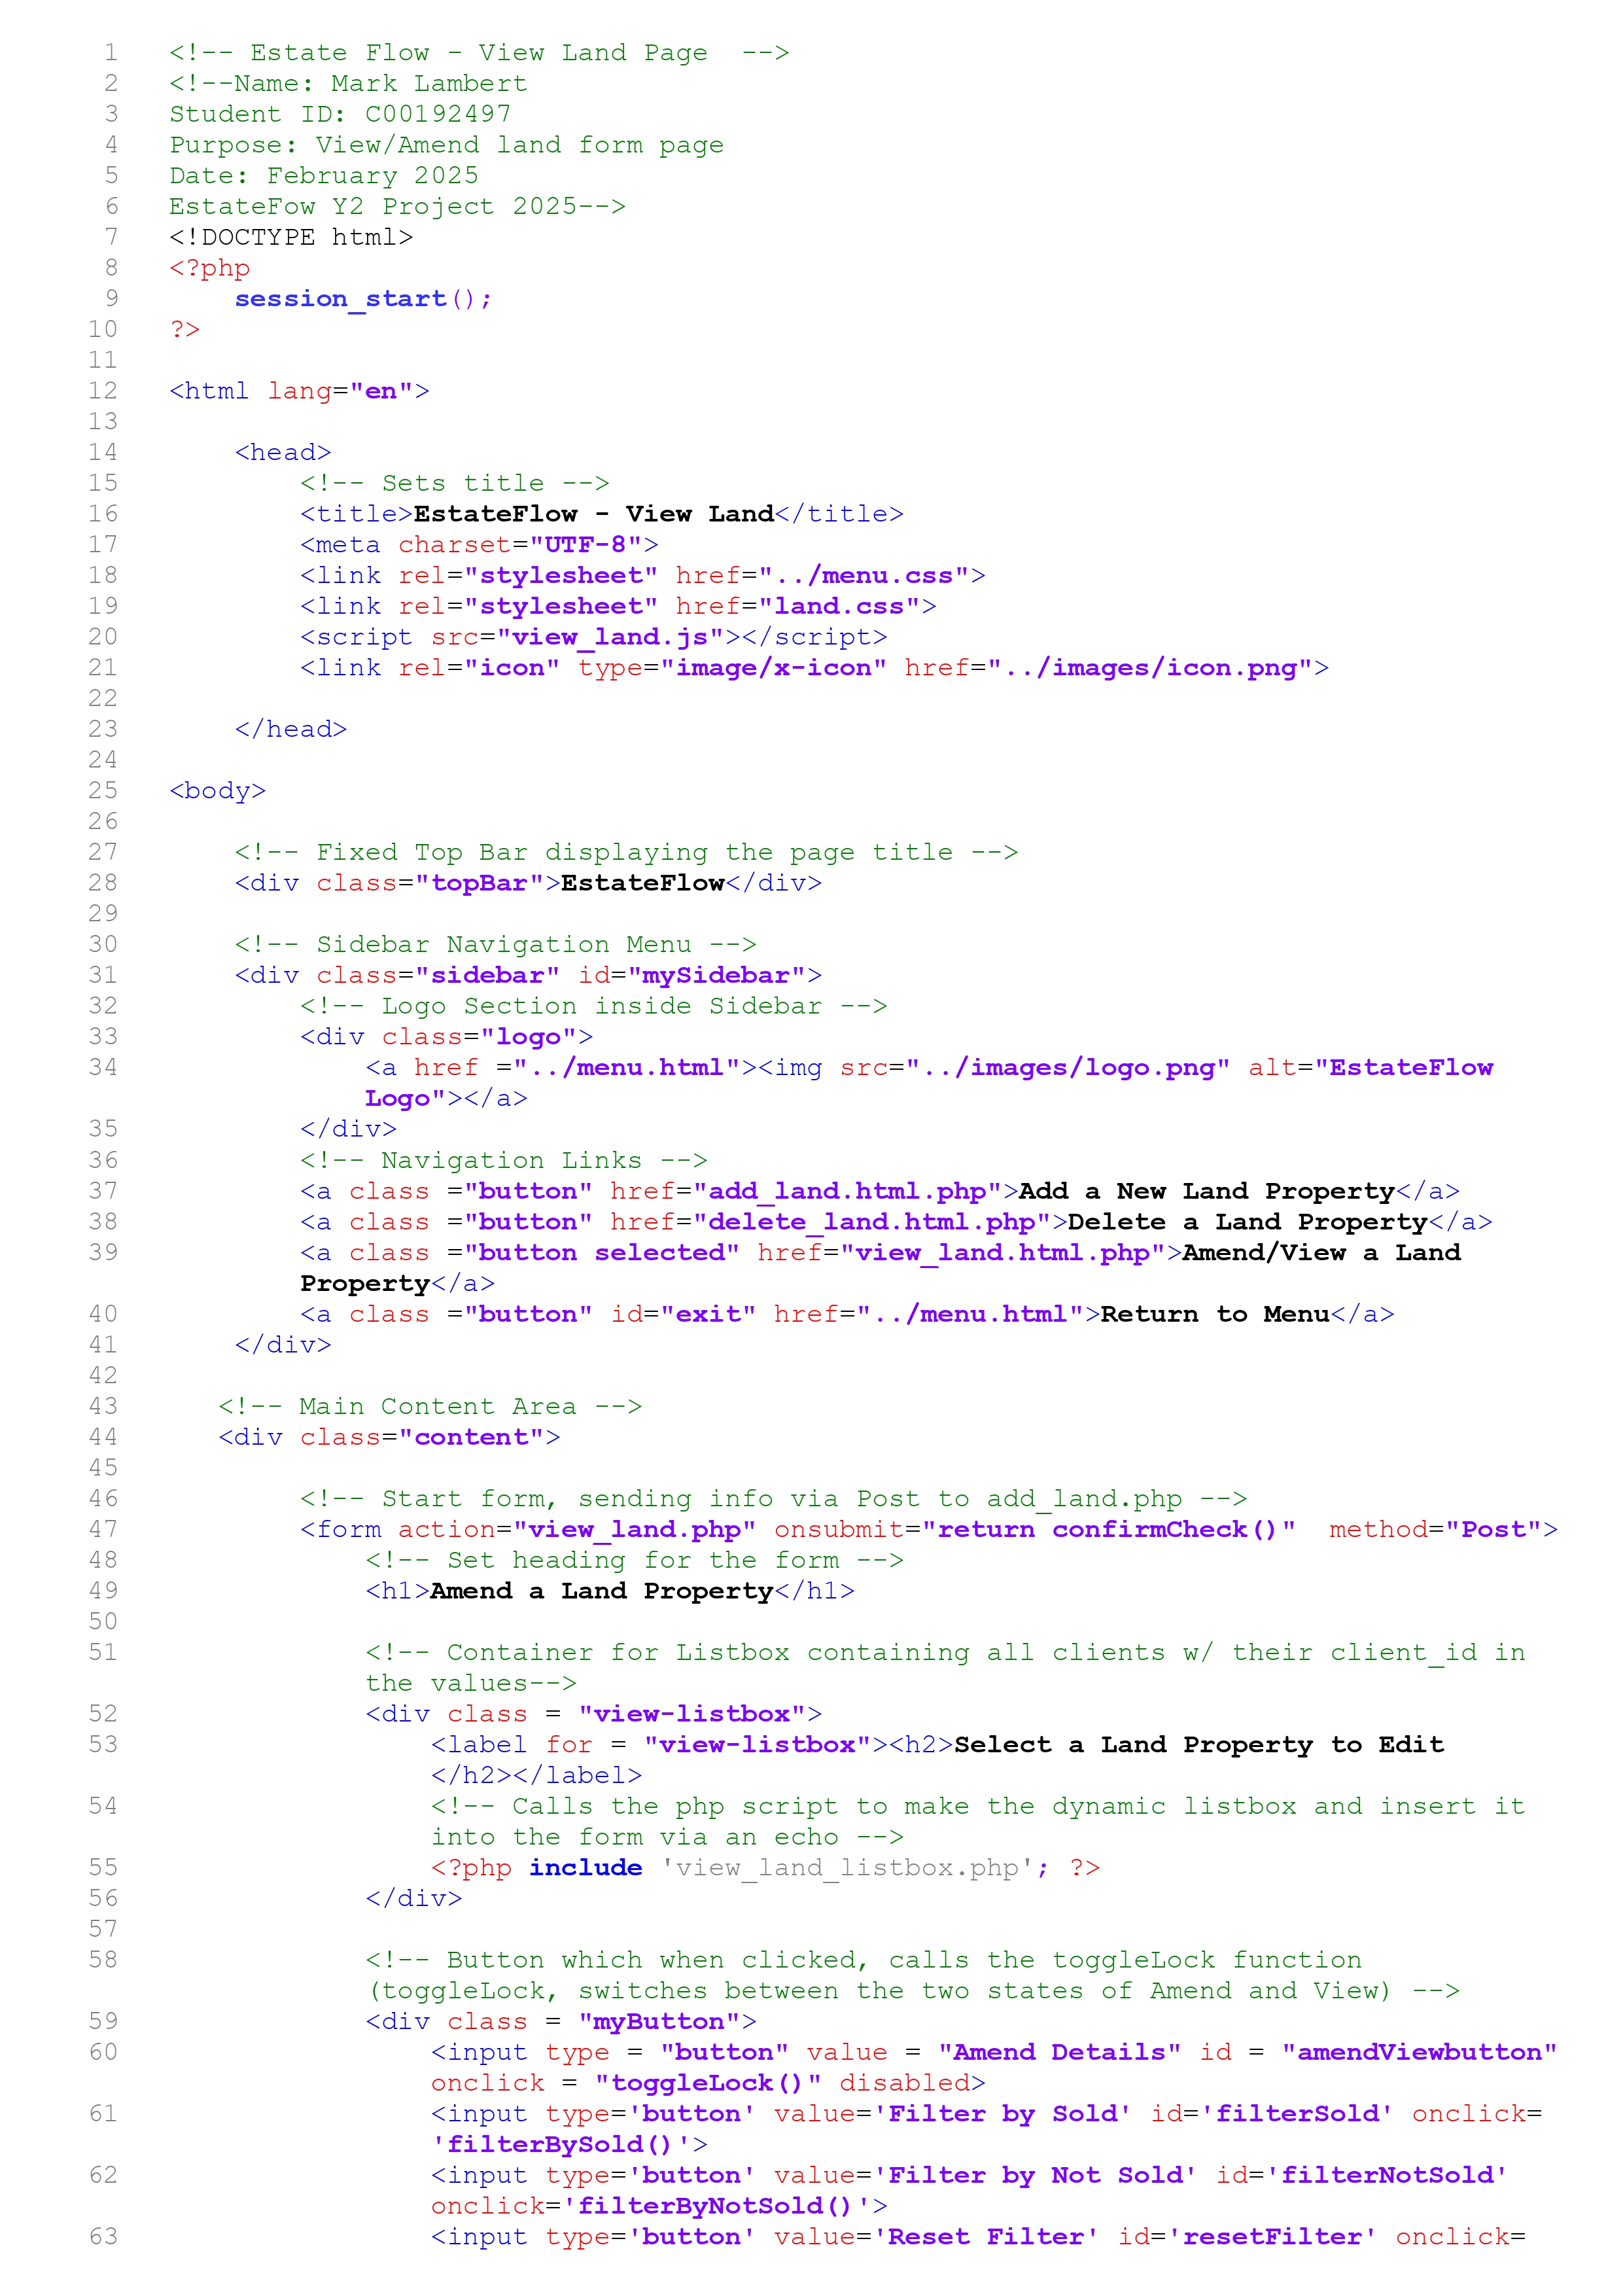 1 <!-- Estate Flow - View Land Page  -->
2 <!--Name: Mark Lambert
3 Student ID: C00192497
4 Purpose: View/Amend land form page
5 Date: February 2025
6 EstateFow Y2 Project 2025-->
7 <!DOCTYPE html>
8 <?php
9     session_start();
10 ?>
11
12 <html lang="en">
13
14     <head>
15         <!-- Sets title -->
16         <title>EstateFlow - View Land</title>
17         <meta charset="UTF-8">
18         <link rel="stylesheet" href="../menu.css">
19         <link rel="stylesheet" href="land.css">
20         <script src="view_land.js"></script>
21         <link rel="icon" type="image/x-icon" href="../images/icon.png">
22
23     </head>
24
25 <body>
26
27     <!-- Fixed Top Bar displaying the page title -->
28     <div class="topBar">EstateFlow</div>
29
30     <!-- Sidebar Navigation Menu -->
31     <div class="sidebar" id="mySidebar">
32         <!-- Logo Section inside Sidebar -->
33         <div class="logo">
34             <a href ="../menu.html"><img src="../images/logo.png" alt="EstateFlow
            Logo"></a>
35         </div>
36         <!-- Navigation Links -->
37         <a class ="button" href="add_land.html.php">Add a New Land Property</a>
38         <a class ="button" href="delete_land.html.php">Delete a Land Property</a>
39         <a class ="button selected" href="view_land.html.php">Amend/View a Land
        Property</a>
40         <a class ="button" id="exit" href="../menu.html">Return to Menu</a>
41     </div>
42
43    <!-- Main Content Area -->
44    <div class="content">
45
46         <!-- Start form, sending info via Post to add_land.php -->
47         <form action="view_land.php" onsubmit="return confirmCheck()"  method="Post">
48             <!-- Set heading for the form -->
49             <h1>Amend a Land Property</h1>
50
51             <!-- Container for Listbox containing all clients w/ their client_id in
            the values-->
52             <div class = "view-listbox">
53                 <label for = "view-listbox"><h2>Select a Land Property to Edit
                </h2></label>
54                 <!-- Calls the php script to make the dynamic listbox and insert it
                into the form via an echo -->
55                 <?php include 'view_land_listbox.php'; ?>
56             </div>
57
58             <!-- Button which when clicked, calls the toggleLock function
            (toggleLock, switches between the two states of Amend and View) -->
59             <div class = "myButton">
60                 <input type = "button" value = "Amend Details" id = "amendViewbutton"
                onclick = "toggleLock()" disabled>
61                 <input type='button' value='Filter by Sold' id='filterSold' onclick=
                'filterBySold()'>
62                 <input type='button' value='Filter by Not Sold' id='filterNotSold'
                onclick='filterByNotSold()'>
63                 <input type='button' value='Reset Filter' id='resetFilter' onclick=